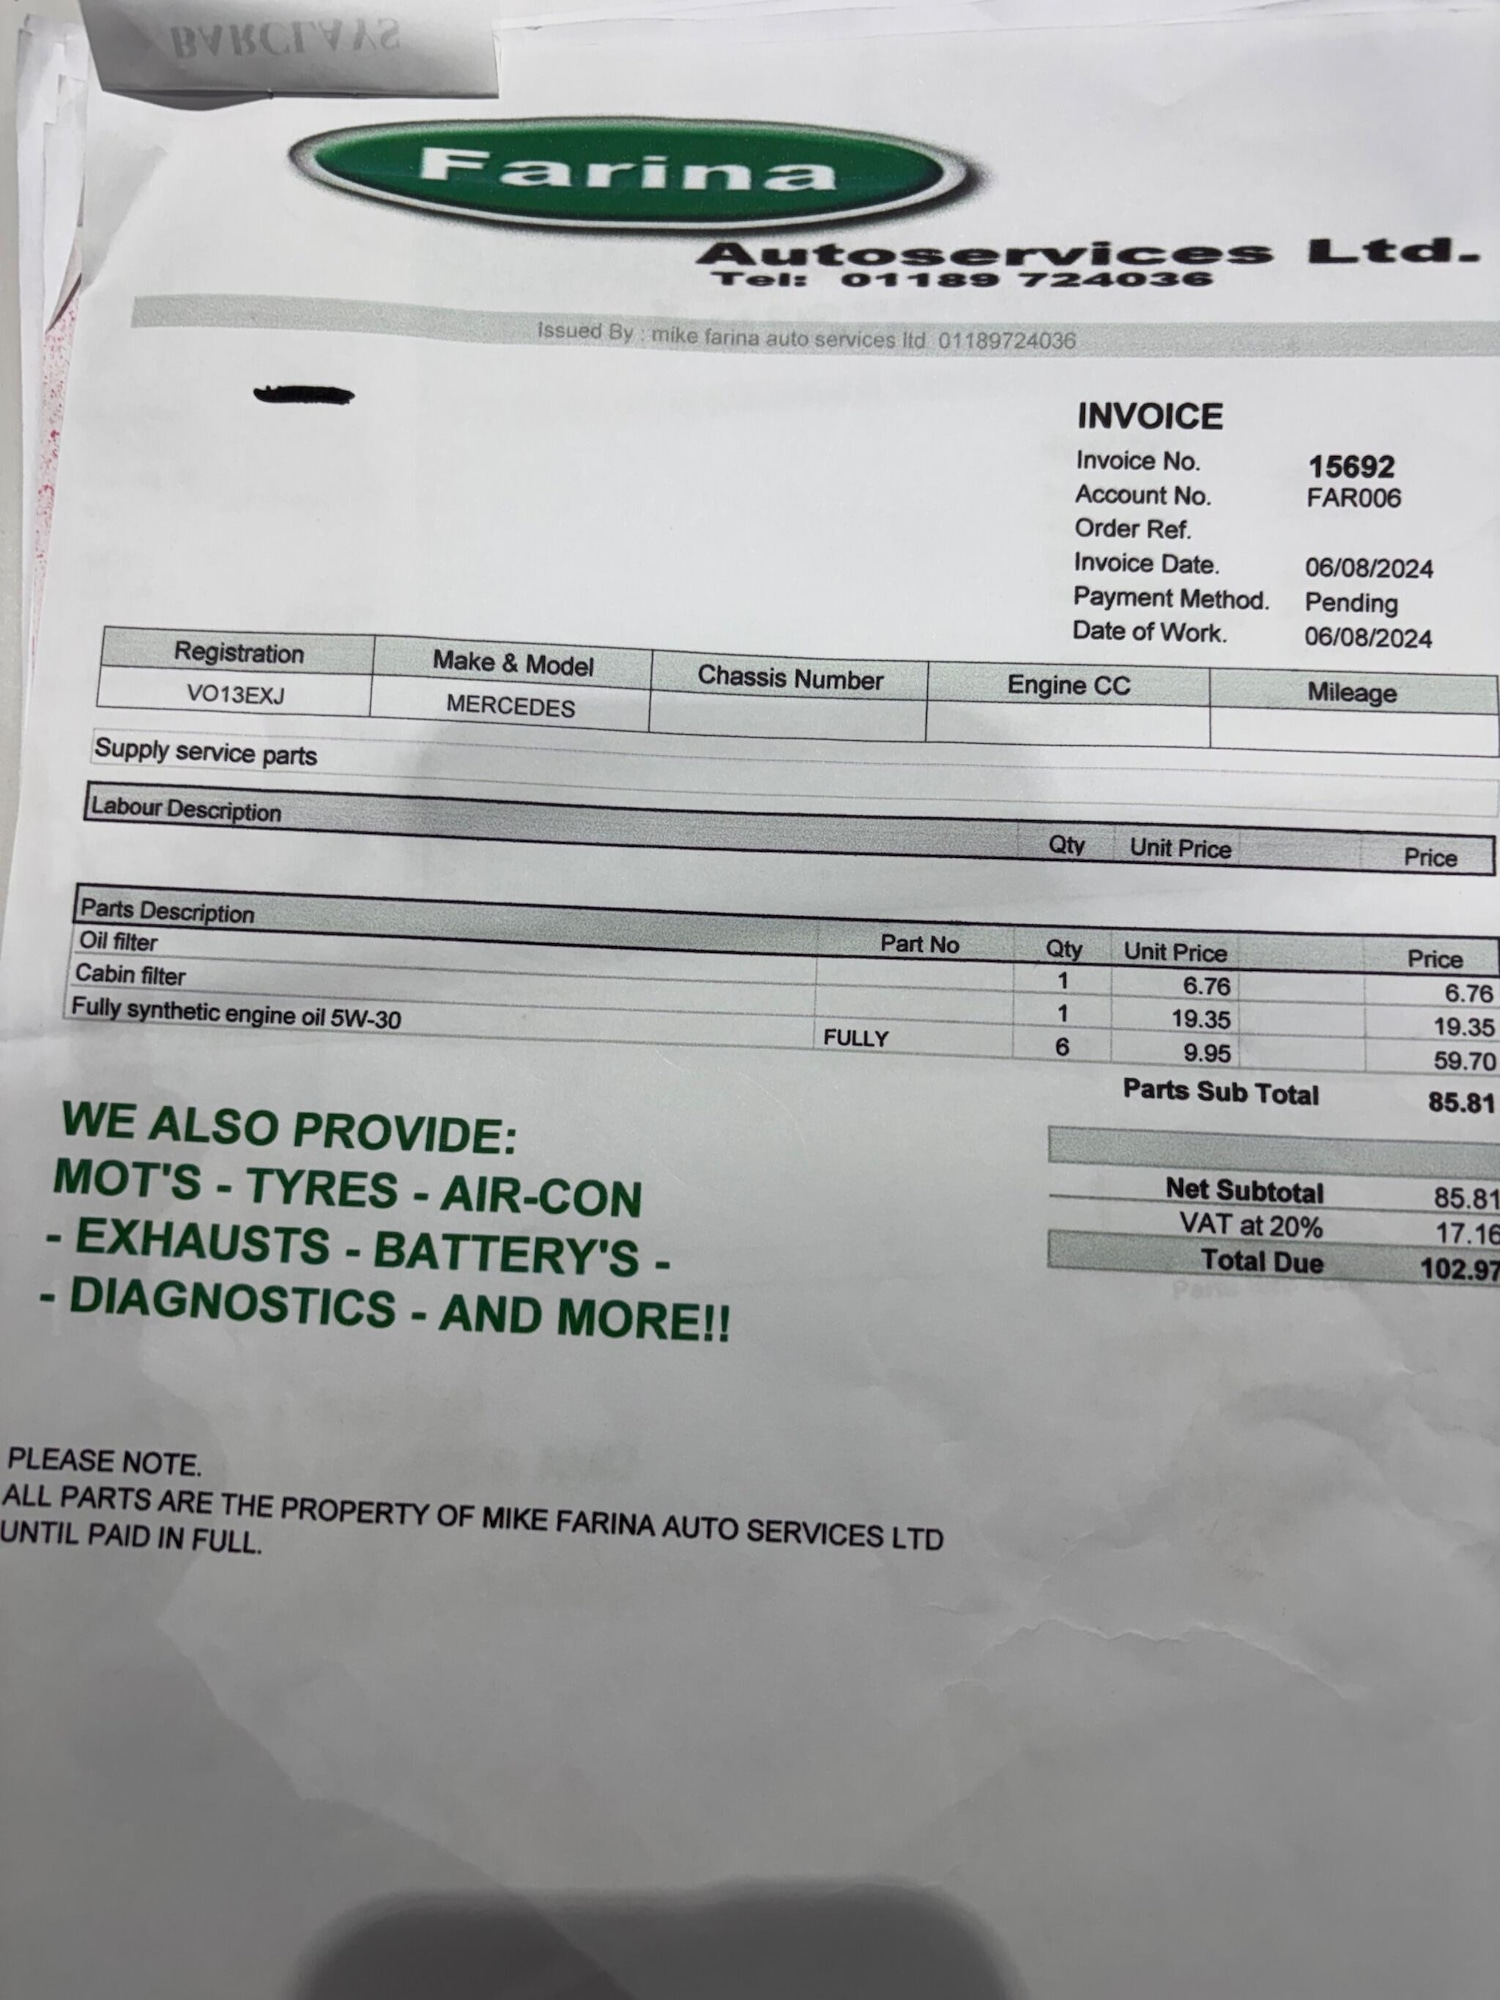 BARCLAYS
Farina
Autoservices Ltd.
Tel: 01189 724036
Issued By : mike farina auto services ltd 01189724036
INVOICE
Invoice No. 15692
Account No. FAR006
Order Ref.
Invoice Date. 06/08/2024
Payment Method. Pending
Date of Work. 06/08/2024
Registration Make & Model Chassis Number Engine CC Mileage
VO13EXJ MERCEDES
Supply service parts
Labour Description Qty Unit Price Price
Parts Description Part No Qty Unit Price Price
Oil filter 1 6.76 6.76
Cabin filter 1 19.35 19.35
Fully synthetic engine oil 5W-30 FULLY 6 9.95 59.70
Parts Sub Total 85.81
Net Subtotal 85.81
VAT at 20% 17.16
Total Due 102.97
WE ALSO PROVIDE:
MOT'S - TYRES - AIR-CON
- EXHAUSTS - BATTERY'S -
- DIAGNOSTICS - AND MORE!!
PLEASE NOTE.
ALL PARTS ARE THE PROPERTY OF MIKE FARINA AUTO SERVICES LTD
UNTIL PAID IN FULL.